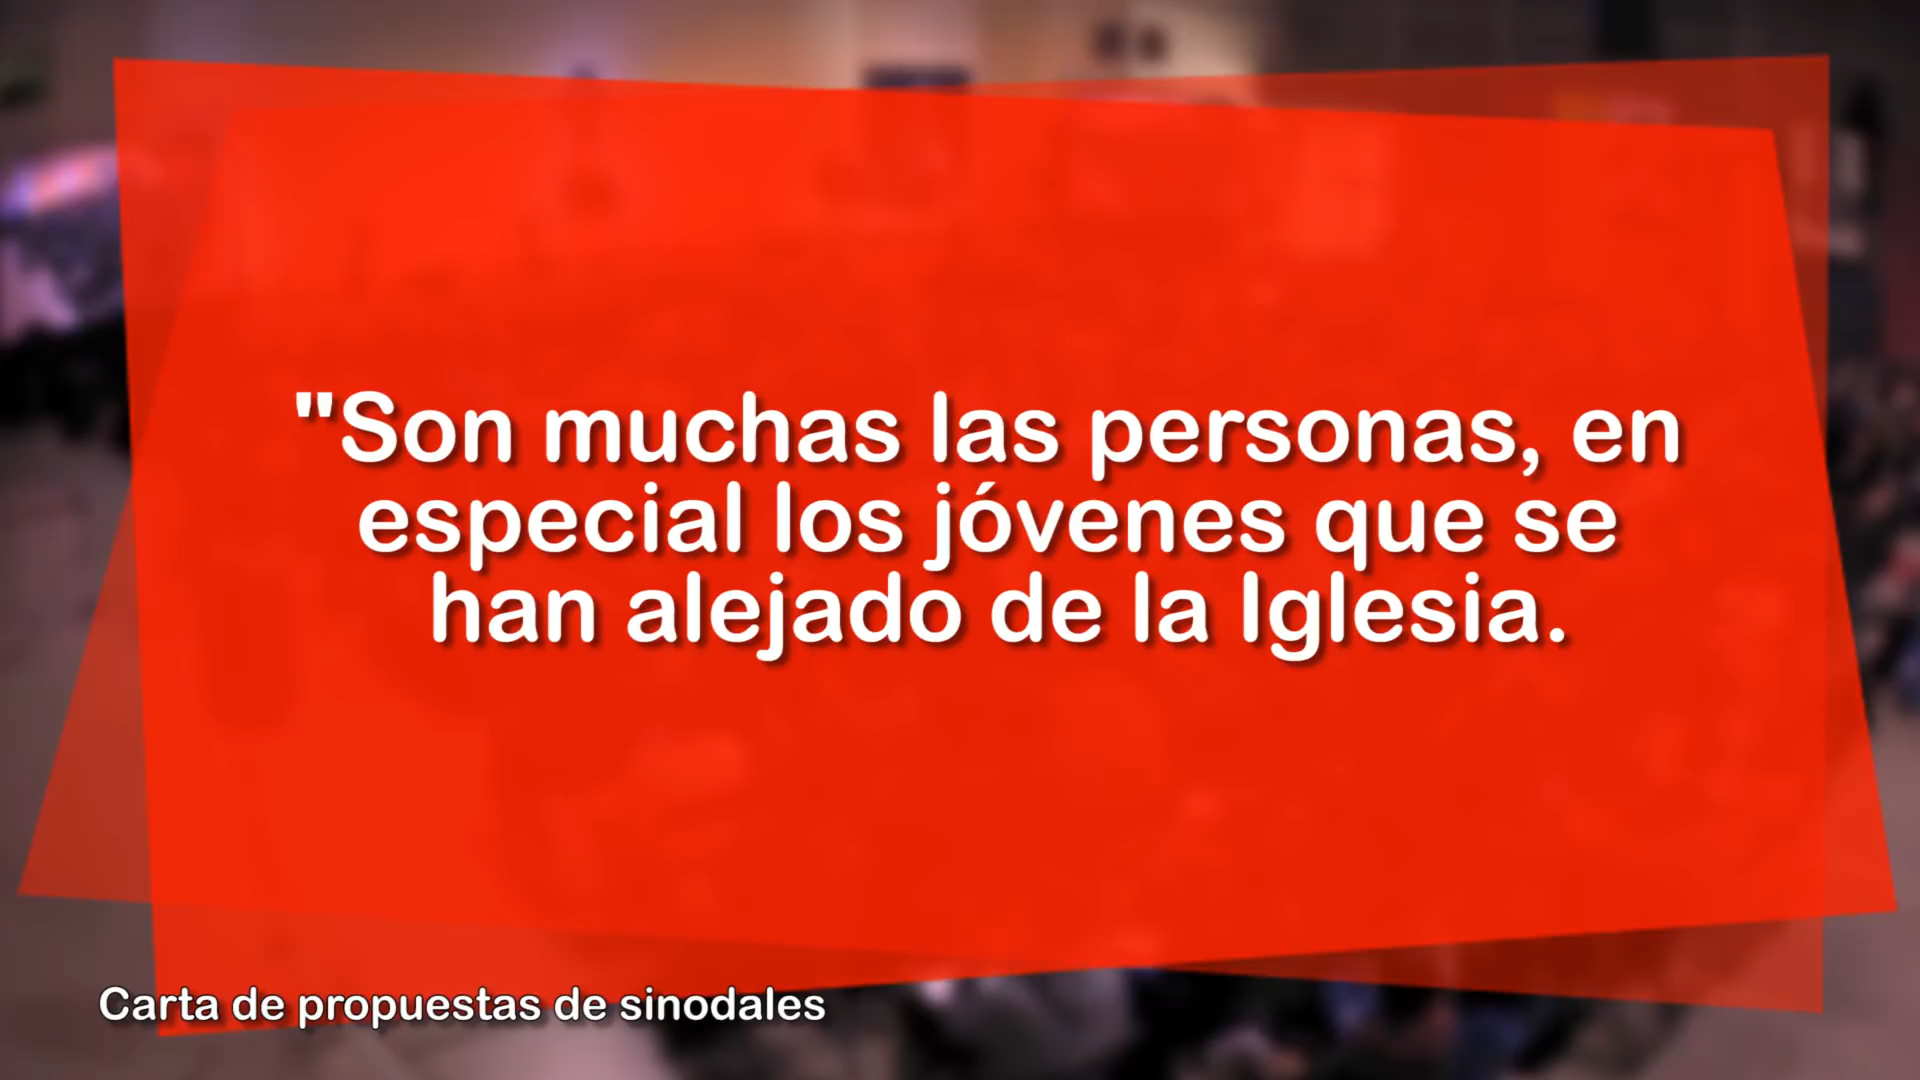 "Son muchas las personas, en
especial los jóvenes que se
han alejado de la Iglesia.
Carta de propuestas de sinodales